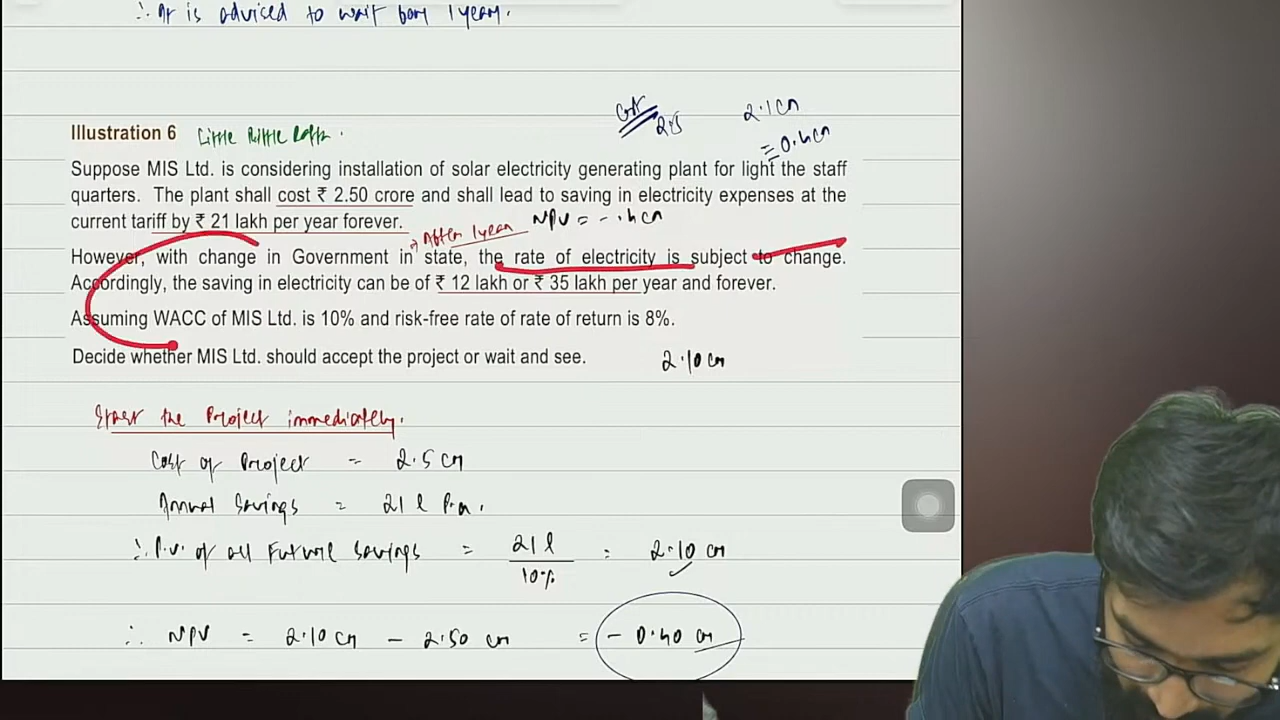 ∴ It is advised to wait for 1 year.
Cost
2.5
2.1 cr
= 0.4 cr
Illustration 6
Suppose MIS Ltd. is considering installation of solar electricity generating plant for light the staff
quarters. The plant shall cost ₹ 2.50 crore and shall lead to saving in electricity expenses at the
current tariff by ₹ 21 lakh per year forever.
NPV = - .4 cr
After 1 year
However, with change in Government in state, the rate of electricity is subject to change.
Accordingly, the saving in electricity can be of ₹ 12 lakh or ₹ 35 lakh per year and forever.
Assuming WACC of MIS Ltd. is 10% and risk-free rate of rate of return is 8%.
Decide whether MIS Ltd. should accept the project or wait and see.
2.10 cr
Start the Project immediately.
Cost of Project = 2.5 cr
Annual Savings = 21 l P.a.
∴ P.v. of all Future Savings = 21 l / 10% = 2.10 cr
∴ NPV = 2.10 cr - 2.50 cr = - 0.40 cr